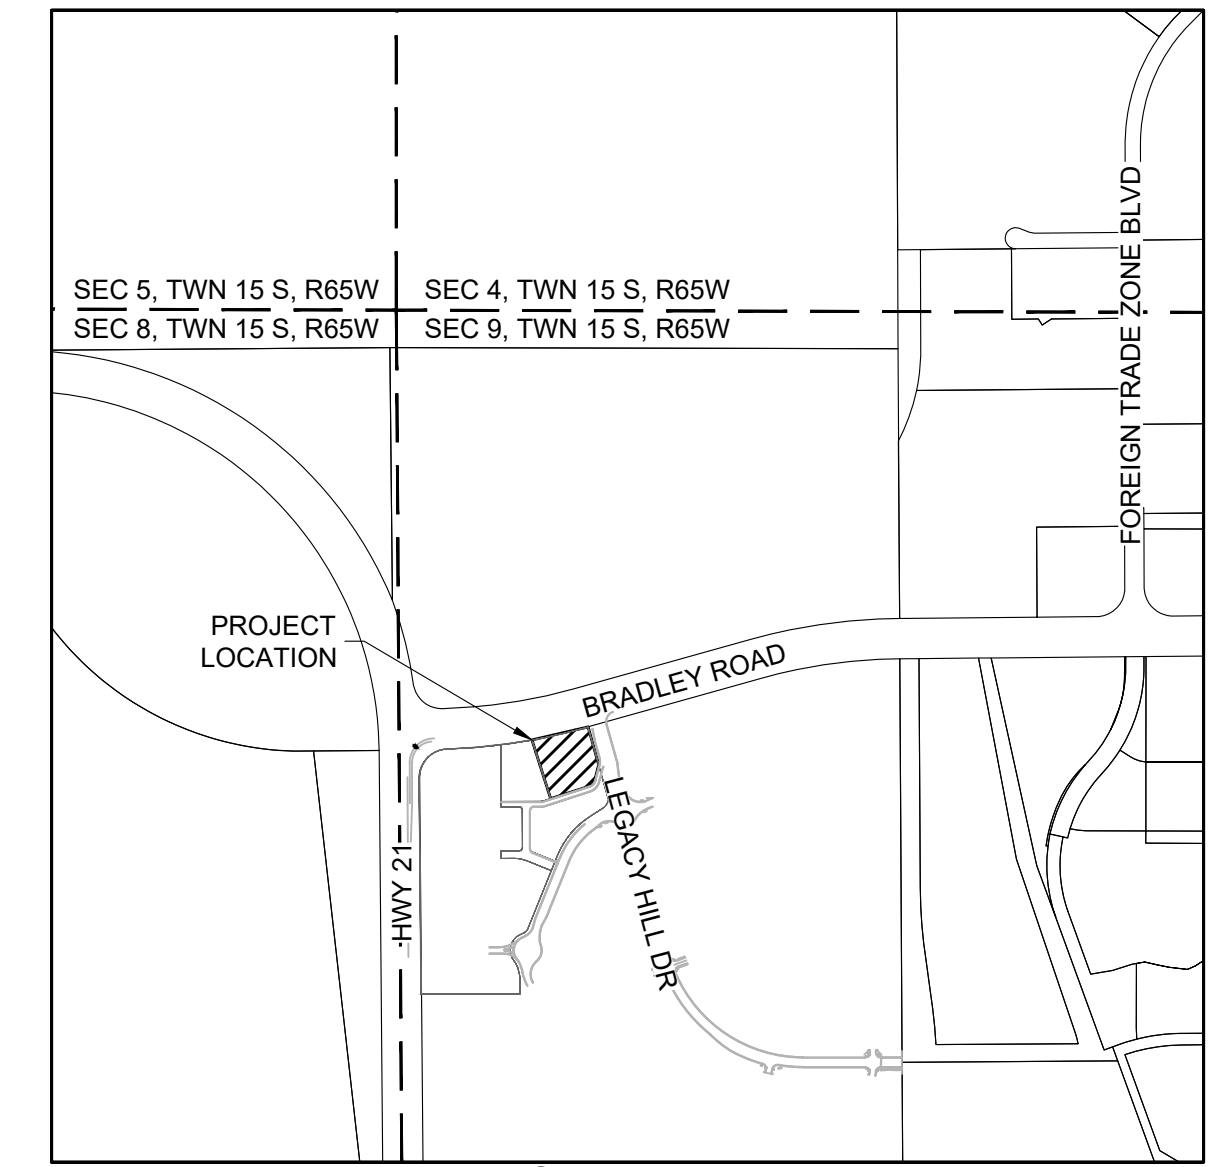 SEC 5, TWN 15 S, R65W
SEC 4, TWN 15 S, R65W
SEC 8, TWN 15 S, R65W
SEC 9, TWN 15 S, R65W
FOREIGN TRADE ZONE BLVD
PROJECT
LOCATION
BRADLEY ROAD
LEGACY HILL DR
HWY 21